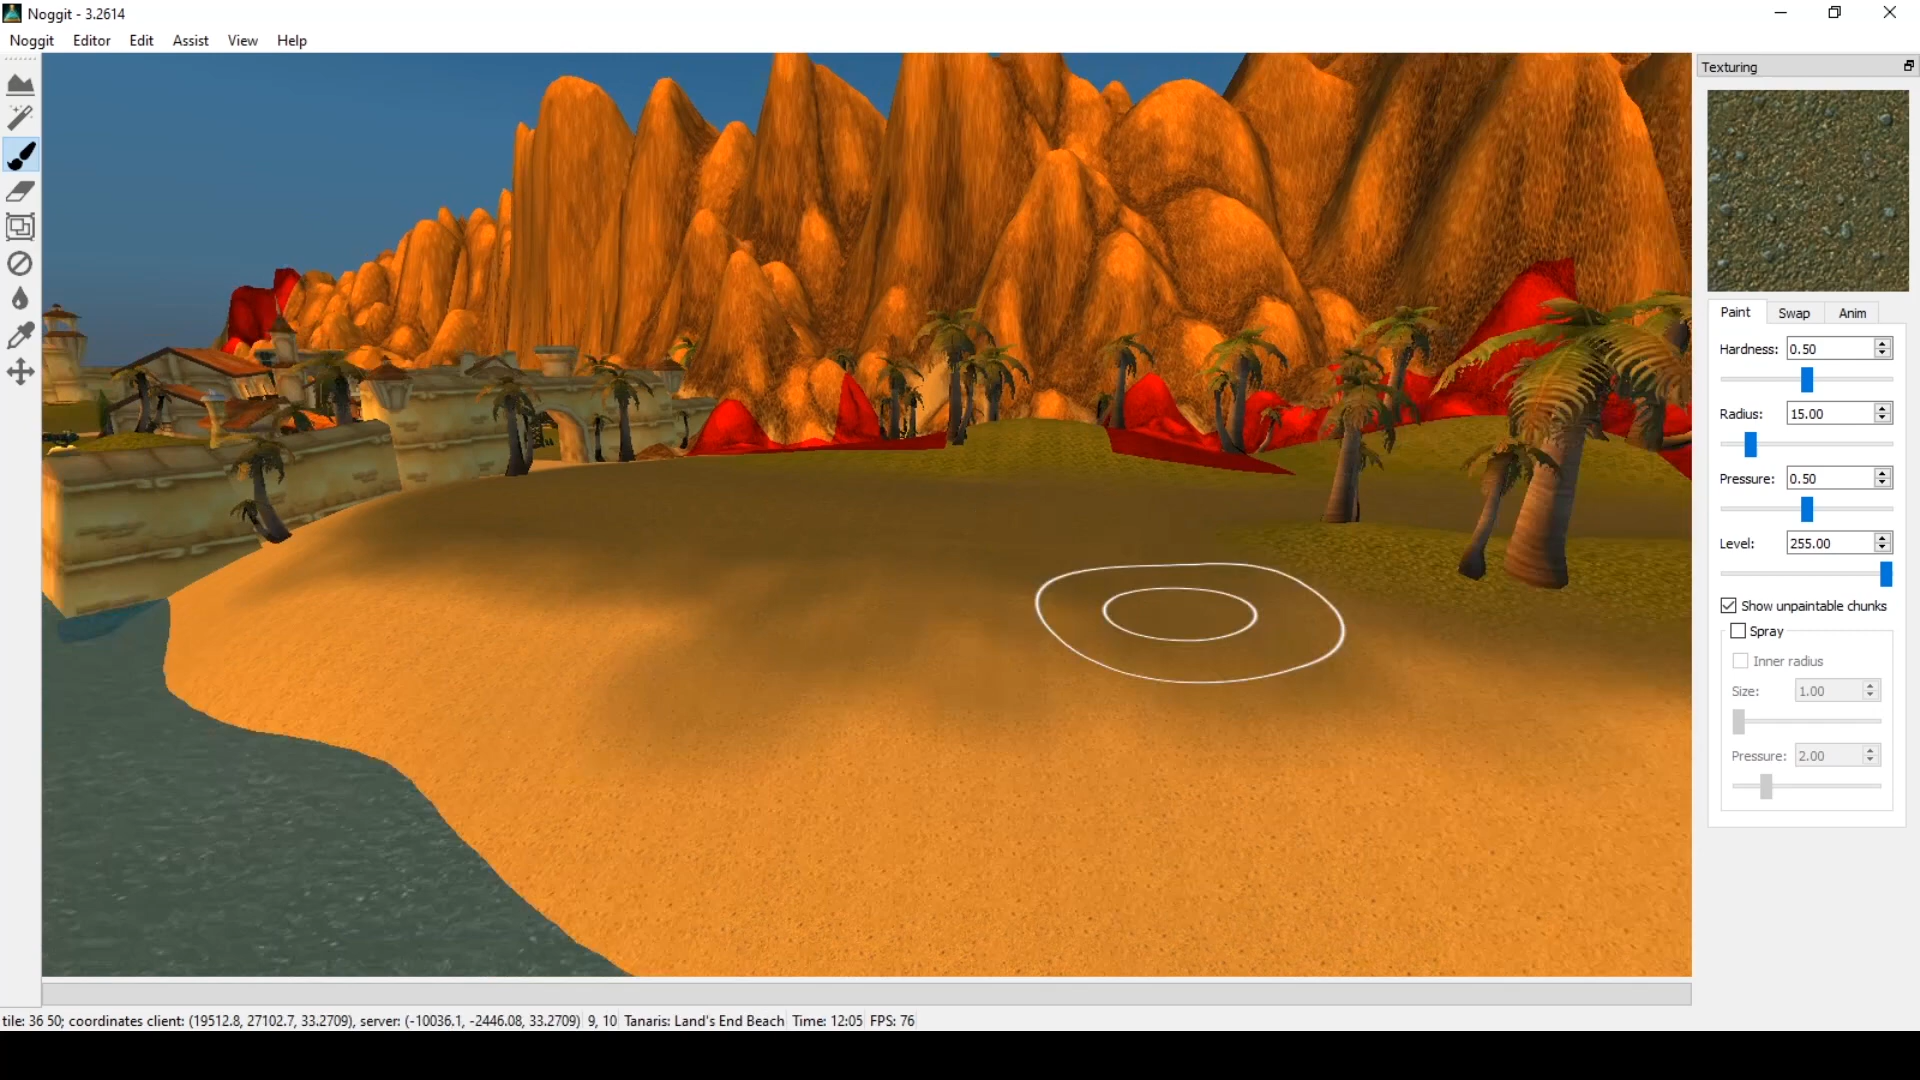 Noggit - 3.2614
Noggit Editor Edit Assist View Help
Texturing
Paint Swap Anim
Hardness: 0.50
Radius: 15.00
Pressure: 0.50
Level: 255.00
Show unpaintable chunks
Spray
Inner radius
Size: 1.00
Pressure: 2.00
tile: 36 50; coordinates client: (19512.8, 27102.7, 33.2709), server: (-10036.1, -2446.08, 33.2709) 9, 10 Tanaris: Land's End Beach Time: 12:05 FPS: 76